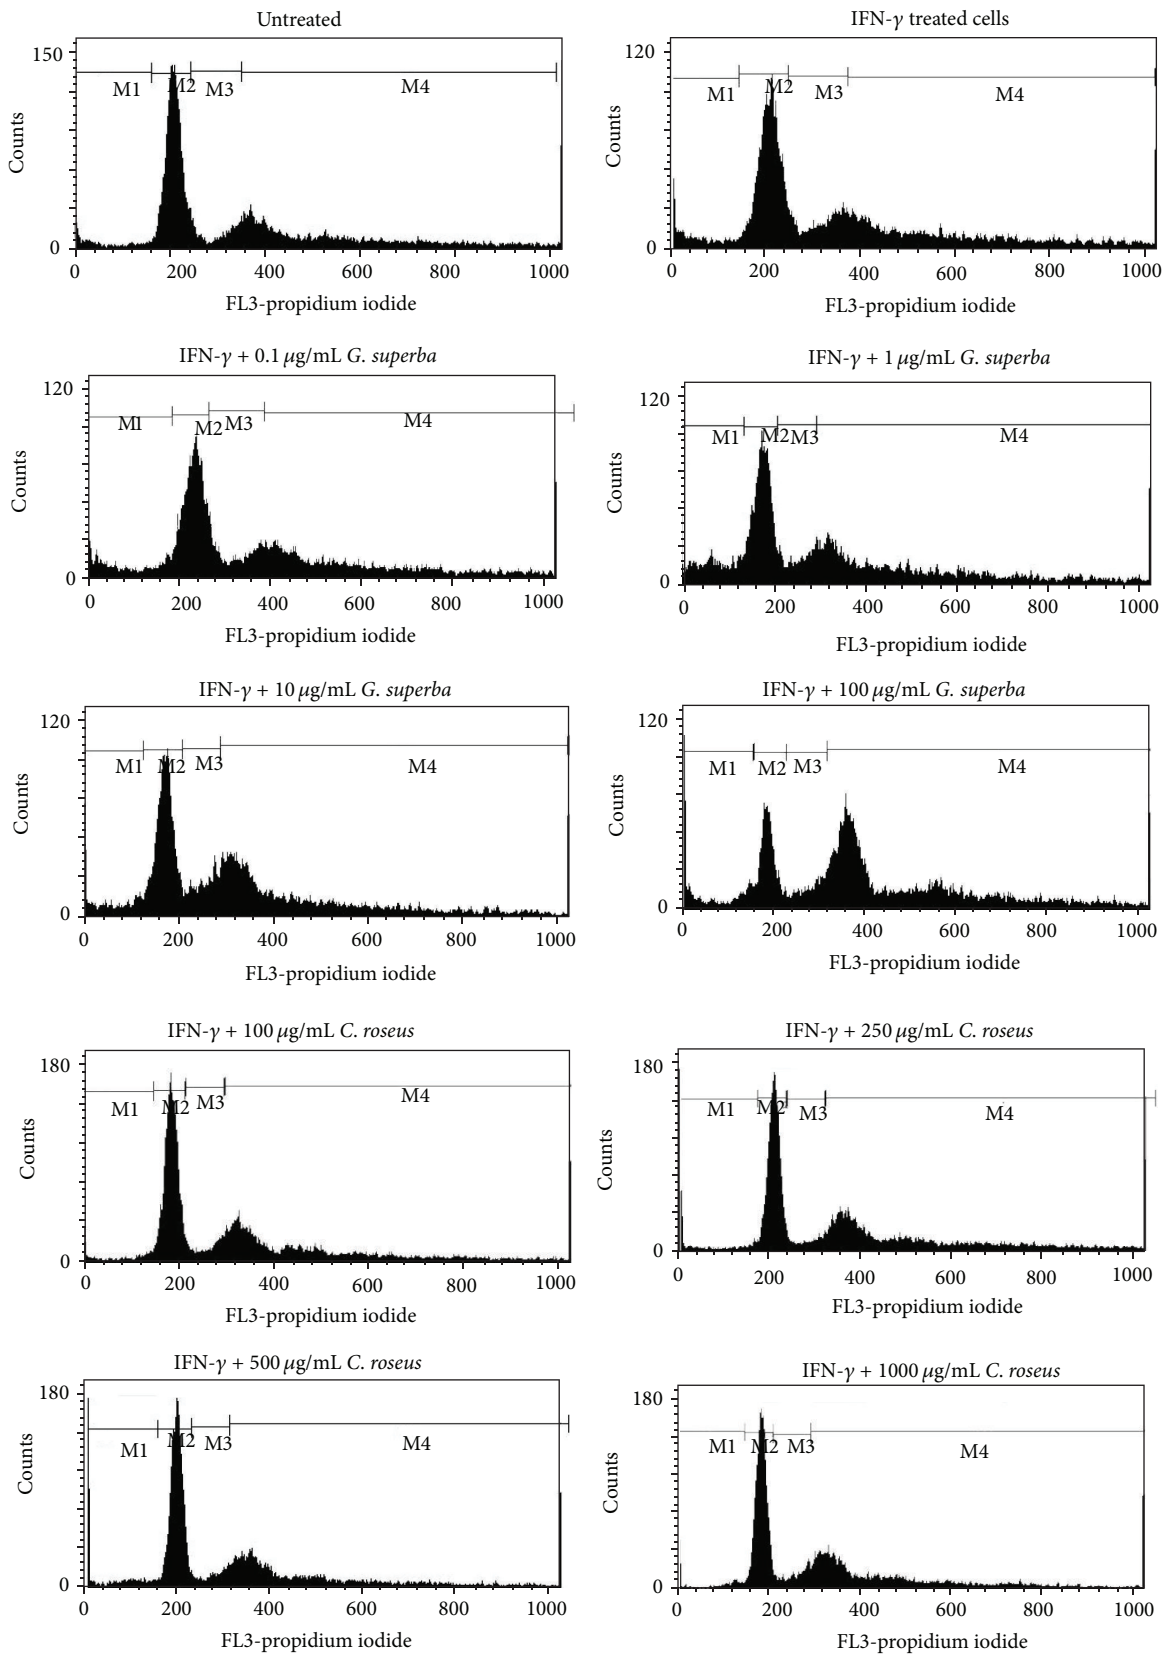 Untreated
150
M1 M2 M3 M4
Counts
0
0 200 400 600 800 1000
FL3-propidium iodide
IFN-γ treated cells
120
M1 M2 M3 M4
Counts
0
0 200 400 600 800 1000
FL3-propidium iodide
IFN-γ + 0.1 μg/mL G. superba
120
M1 M2 M3 M4
Counts
0
0 200 400 600 800 1000
FL3-propidium iodide
IFN-γ + 1 μg/mL G. superba
120
M1 M2 M3 M4
Counts
0
0 200 400 600 800 1000
FL3-propidium iodide
IFN-γ + 10 μg/mL G. superba
120
M1 M2 M3 M4
Counts
0
0 200 400 600 800 1000
FL3-propidium iodide
IFN-γ + 100 μg/mL G. superba
120
M1 M2 M3 M4
Counts
0
0 200 400 600 800 1000
FL3-propidium iodide
IFN-γ + 100 μg/mL C. roseus
180
M1 M2 M3 M4
Counts
0
0 200 400 600 800 1000
FL3-propidium iodide
IFN-γ + 250 μg/mL C. roseus
180
M1 M2 M3 M4
Counts
0
0 200 400 600 800 1000
FL3-propidium iodide
IFN-γ + 500 μg/mL C. roseus
180
M1 M2 M3 M4
Counts
0
0 200 400 600 800 1000
FL3-propidium iodide
IFN-γ + 1000 μg/mL C. roseus
180
M1 M2 M3 M4
Counts
0
0 200 400 600 800 1000
FL3-propidium iodide